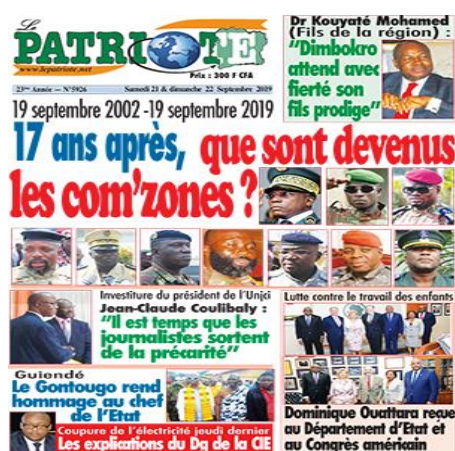 Le
PATRIOTE
www.lepatriote.net
Prix : 300 F CFA
23ème Année – N°5926
Samedi 21 & dimanche 22 Septembre 2019
Dr Kouyaté Mohamed
(Fils de la région) :
"Dimbokro
attend avec
fierté son
fils prodige"
19 septembre 2002 -19 septembre 2019
17 ans après, que sont devenus
les com'zones ?
Investiture du président de l'Unjci
Jean-Claude Coulibaly :
"Il est temps que les
journalistes sortent
de la précarité"
Lutte contre le travail des enfants
Guiendé
Le Gontougo rend
hommage au chef
de l'Etat
Coupure de l'électricité jeudi dernier
Les explications du Dg de la CIE
Dominique Ouattara reçue
au Département d'Etat et
au Congrès américain